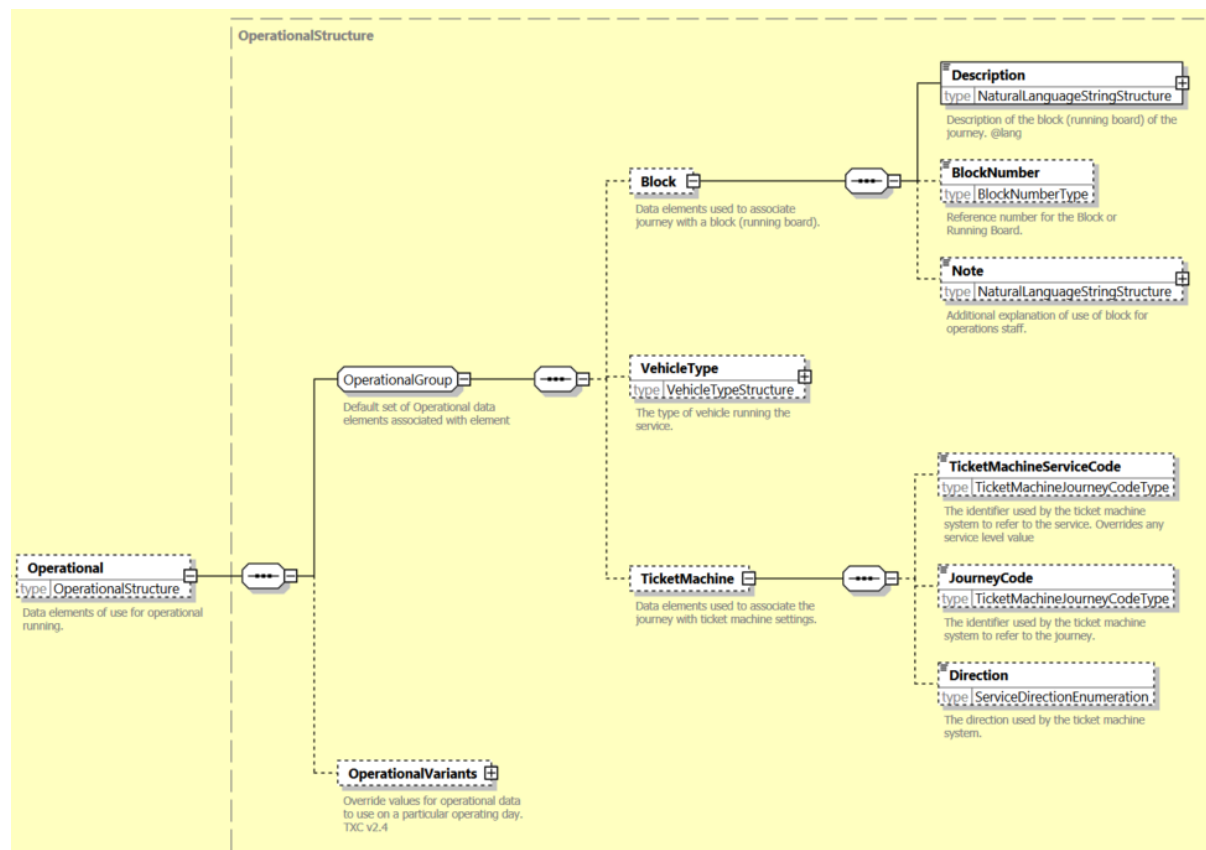 OperationalStructure
Description
type NaturalLanguageStringStructure
Description of the block (running board) of the
journey. @lang
BlockNumber
type BlockNumberType
Reference number for the Block or
Running Board.
Note
type NaturalLanguageStringStructure
Additional explanation of use of block for
operations staff.
Block
Data elements used to associate
journey with a block (running board).
OperationalGroup
Default set of Operational data
elements associated with element
VehicleType
type VehicleTypeStructure
The type of vehicle running the
service.
TicketMachineServiceCode
type TicketMachineJourneyCodeType
The identifier used by the ticket machine
system to refer to the service. Overrides any
service level value
Operational
type OperationalStructure
Data elements of use for operational
running.
TicketMachine
Data elements used to associate the
journey with ticket machine settings.
JourneyCode
type TicketMachineJourneyCodeType
The identifier used by the ticket machine
system to refer to the journey.
Direction
type ServiceDirectionEnumeration
The direction used by the ticket machine
system.
OperationalVariants
Override values for operational data
to use on a particular operating day.
TXC v2.4